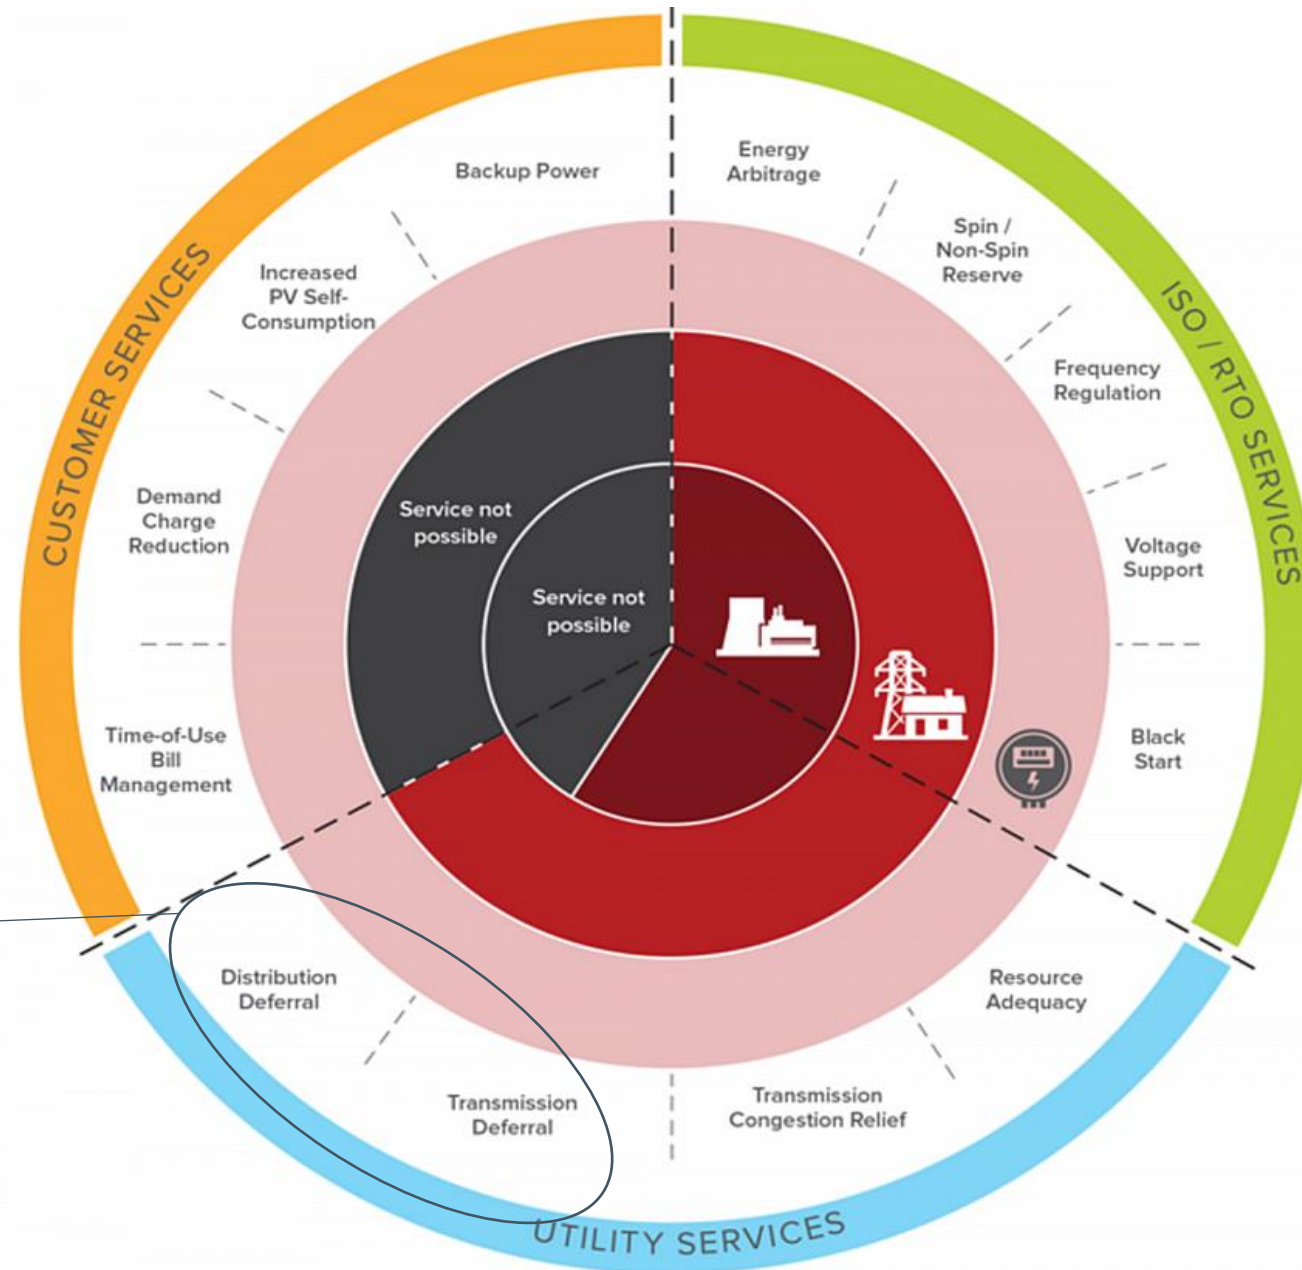 CUSTOMER SERVICES
Backup Power
Increased
PV Self-
Consumption
Demand
Charge
Reduction
Time-of-Use
Bill
Management
ISO / RTO SERVICES
Energy
Arbitrage
Spin /
Non-Spin
Reserve
Frequency
Regulation
Voltage
Support
Black
Start
Service not
possible
Service not
possible
Distribution
Deferral
Transmission
Deferral
Transmission
Congestion Relief
Resource
Adequacy
UTILITY SERVICES